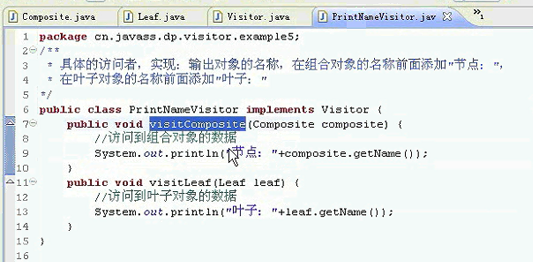 Composite.java Leaf.java Visitor.java PrintNameVisitor.jav
1 package cn.javass.dp.visitor.example5;
2 /**
3 * 具体的访问者，实现：输出对象的名称，在组合对象的名称前面添加"节点："，
4 * 在叶子对象的名称前面添加"叶子："
5 */
6 public class PrintNameVisitor implements Visitor {
7 public void visitComposite(Composite composite) {
8 //访问到组合对象的数据
9 System.out.println("节点："+composite.getName());
10 }
11 public void visitLeaf(Leaf leaf) {
12 //访问到叶子对象的数据
13 System.out.println("叶子："+leaf.getName());
14 }
15 }
16